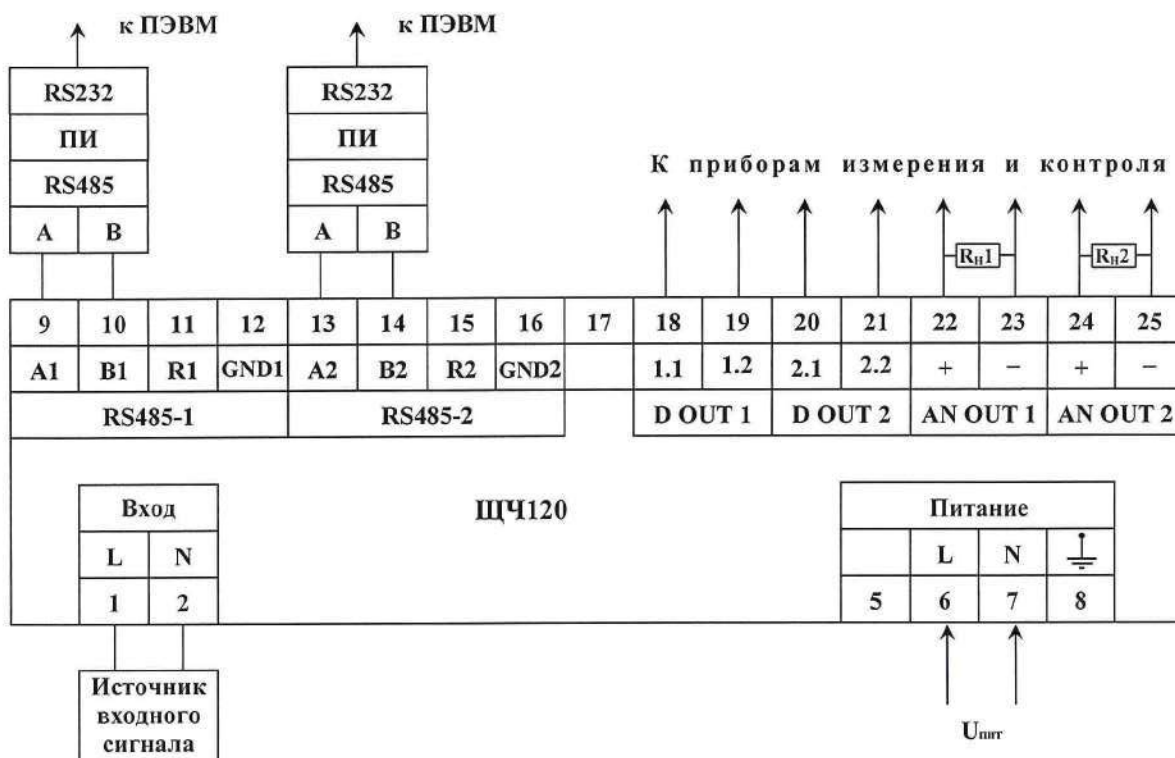 к ПЭВМ к ПЭВМ
RS232 RS232
ПИ ПИ
RS485 RS485
К приборам измерения и контроля
A B A B
Rн1 Rн2
9 10 11 12 13 14 15 16 17 18 19 20 21 22 23 24 25
A1 B1 R1 GND1 A2 B2 R2 GND2 1.1 1.2 2.1 2.2 + − + −
RS485-1 RS485-2 D OUT 1 D OUT 2 AN OUT 1 AN OUT 2
Вход ЩЧ120 Питание
L N L N
1 2 5 6 7 8
Источник
входного
сигнала
Uпит